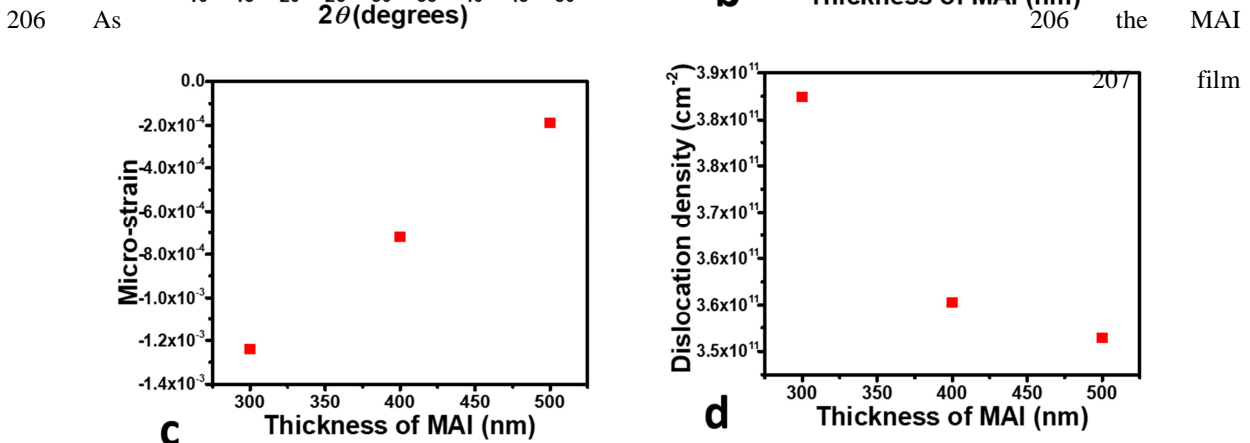 2θ(degrees)
206 As
206 the MAI
207 film
0.0
-2.0x10⁻⁴
-4.0x10⁻⁴
-6.0x10⁻⁴
-8.0x10⁻⁴
-1.0x10⁻³
-1.2x10⁻³
-1.4x10⁻³
Micro-strain
300 350 400 450 500
Thickness of MAI (nm)
c
3.9x10¹¹
3.8x10¹¹
3.8x10¹¹
3.7x10¹¹
3.6x10¹¹
3.6x10¹¹
3.5x10¹¹
Dislocation density (cm⁻²)
300 350 400 450 500
Thickness of MAI (nm)
d